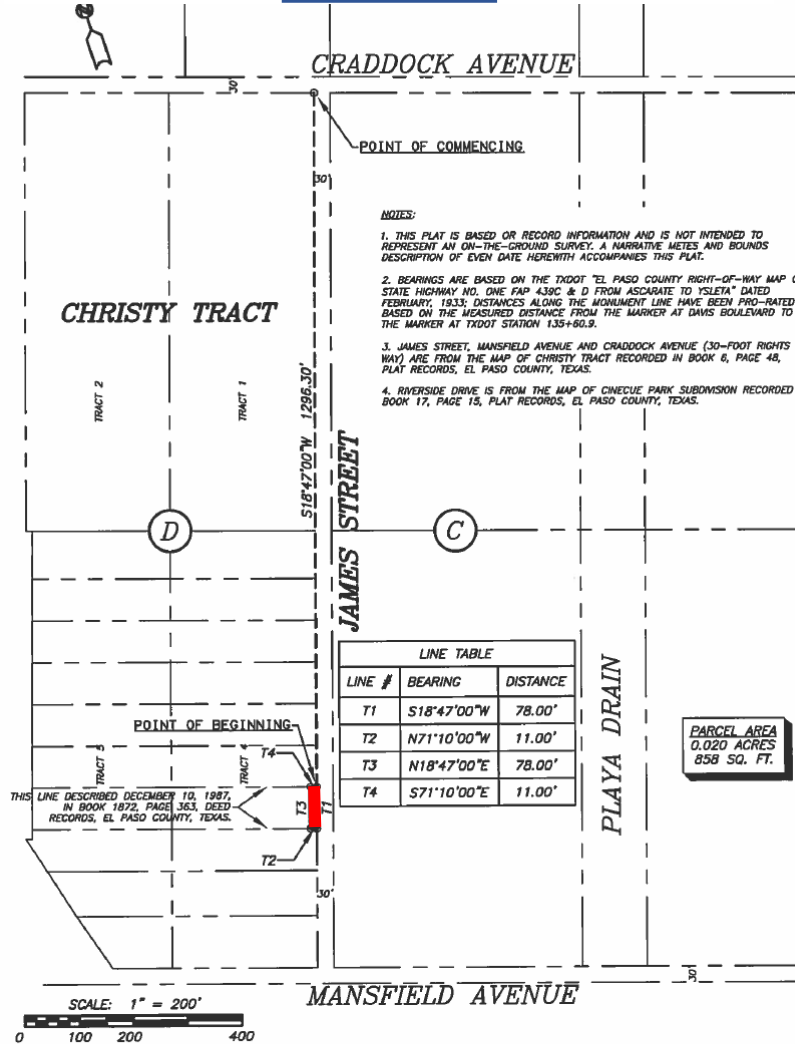 CRADDOCK AVENUE
30'
POINT OF COMMENCING
30'
NOTES:
1. THIS PLAT IS BASED OR RECORD INFORMATION AND IS NOT INTENDED TO
REPRESENT AN ON-THE-GROUND SURVEY. A NARRATIVE METES AND BOUNDS
DESCRIPTION OF EVEN DATE HEREWITH ACCOMPANIES THIS PLAT.
2. BEARINGS ARE BASED ON THE TXDOT "EL PASO COUNTY RIGHT-OF-WAY MAP
STATE HIGHWAY NO. ONE FAP 439C & D FROM ASCARATE TO YSLETA" DATED
FEBRUARY, 1933; DISTANCES ALONG THE MONUMENT LINE HAVE BEEN PRO-RATED
BASED ON THE MEASURED DISTANCE FROM THE MARKER AT DAVIS BOULEVARD TO
THE MARKER AT TXDOT STATION 135+60.9.
3. JAMES STREET, MANSFIELD AVENUE AND CRADDOCK AVENUE (30-FOOT RIGHTS
WAY) ARE FROM THE MAP OF CHRISTY TRACT RECORDED IN BOOK 6, PAGE 48,
PLAT RECORDS, EL PASO COUNTY, TEXAS.
4. RIVERSIDE DRIVE IS FROM THE MAP OF CINECUE PARK SUBDIVISION RECORDED
BOOK 17, PAGE 15, PLAT RECORDS, EL PASO COUNTY, TEXAS.
CHRISTY TRACT
TRACT 2
TRACT 1
S18°47'00"W 1296.30'
JAMES STREET
D
C
LINE TABLE
LINE # BEARING DISTANCE
T1 S18°47'00"W 78.00'
T2 N71°10'00"W 11.00'
T3 N18°47'00"E 78.00'
T4 S71°10'00"E 11.00'
PLAYA DRAIN
PARCEL AREA
0.020 ACRES
858 SQ. FT.
POINT OF BEGINNING
TRACT 5
TRACT 4
T4
THIS LINE DESCRIBED DECEMBER 10, 1987,
IN BOOK 1872, PAGE 363, DEED
RECORDS, EL PASO COUNTY, TEXAS.
T3
T1
T2
30'
30'
MANSFIELD AVENUE
SCALE: 1" = 200'
0 100 200 400